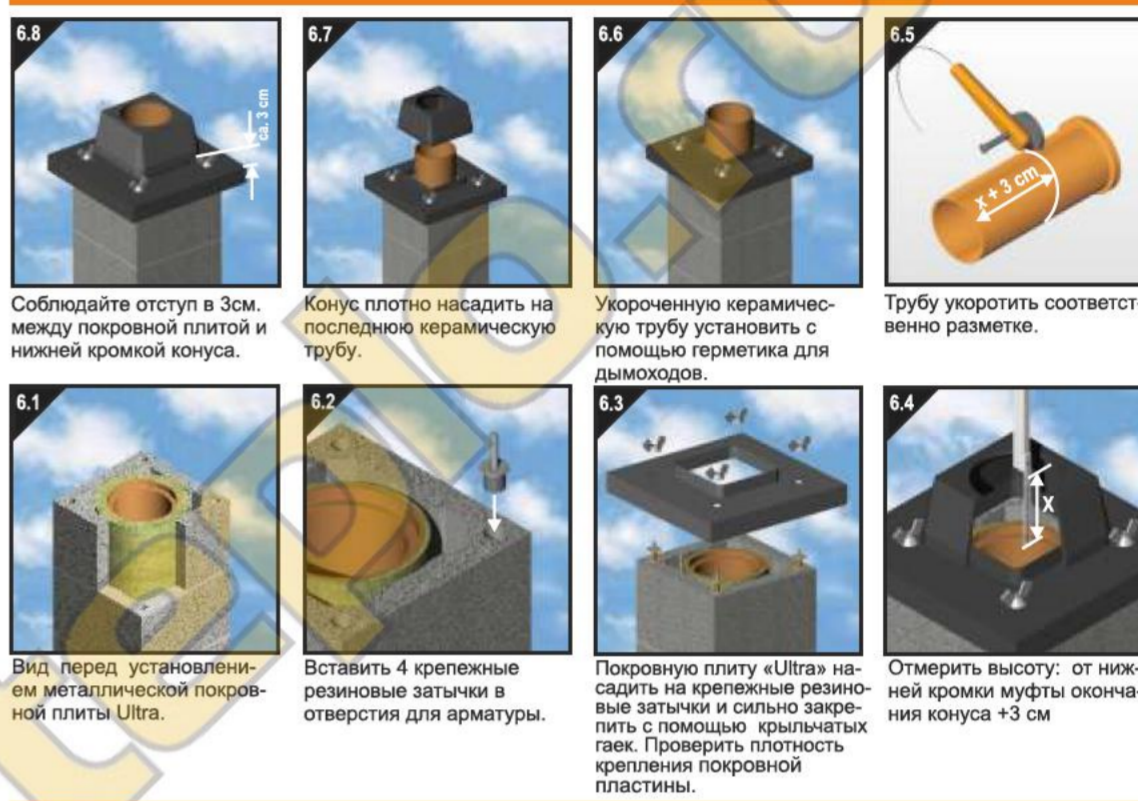 6.8
ca. 3 cm
Соблюдайте отступ в 3см.
между покровной плитой и
нижней кромкой конуса.
6.7
Конус плотно насадить на
последнюю керамическую
трубу.
6.6
Укороченную керамичес-
кую трубу установить с
помощью герметика для
дымоходов.
6.5
x + 3 cm
Трубу укоротить соответст-
венно разметке.
6.1
Вид перед установлени-
ем металлической покров-
ной плиты Ultra.
6.2
Вставить 4 крепежные
резиновые затычки в
отверстия для арматуры.
6.3
Покровную плиту «Ultra» на-
садить на крепежные резино-
вые затычки и сильно закре-
пить с помощью крыльчатых
гаек. Проверить плотность
крепления покровной
пластины.
6.4
X
Отмерить высоту: от ниж-
ней кромки муфты оконча-
ния конуса +3 см